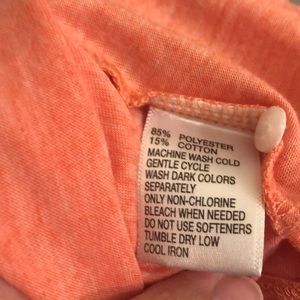 85% POLYESTER
15% COTTON
MACHINE WASH COLD
GENTLE CYCLE
WASH DARK COLORS
SEPARATELY
ONLY NON-CHLORINE
BLEACH WHEN NEEDED
DO NOT USE SOFTENERS
TUMBLE DRY LOW
COOL IRON